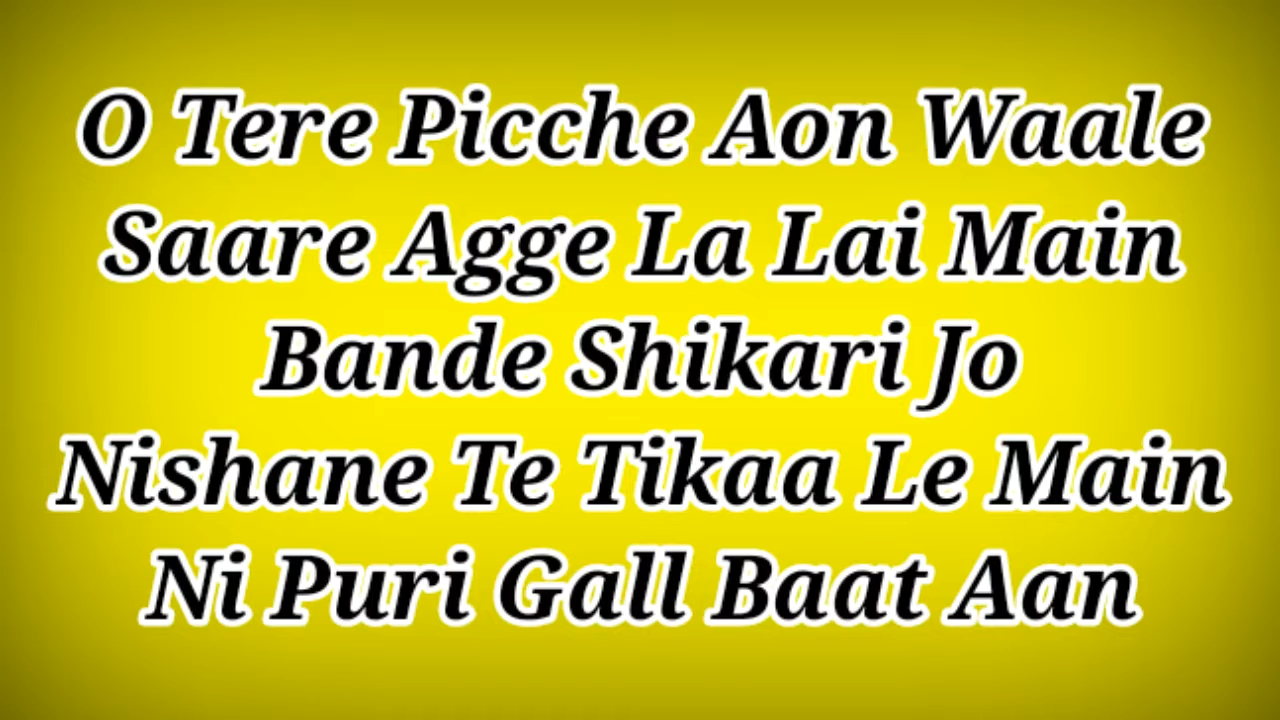 O Tere Picche Aon Waale
Saare Agge La Lai Main
Bande Shikari Jo
Nishane Te Tikaa Le Main
Ni Puri Gall Baat Aan